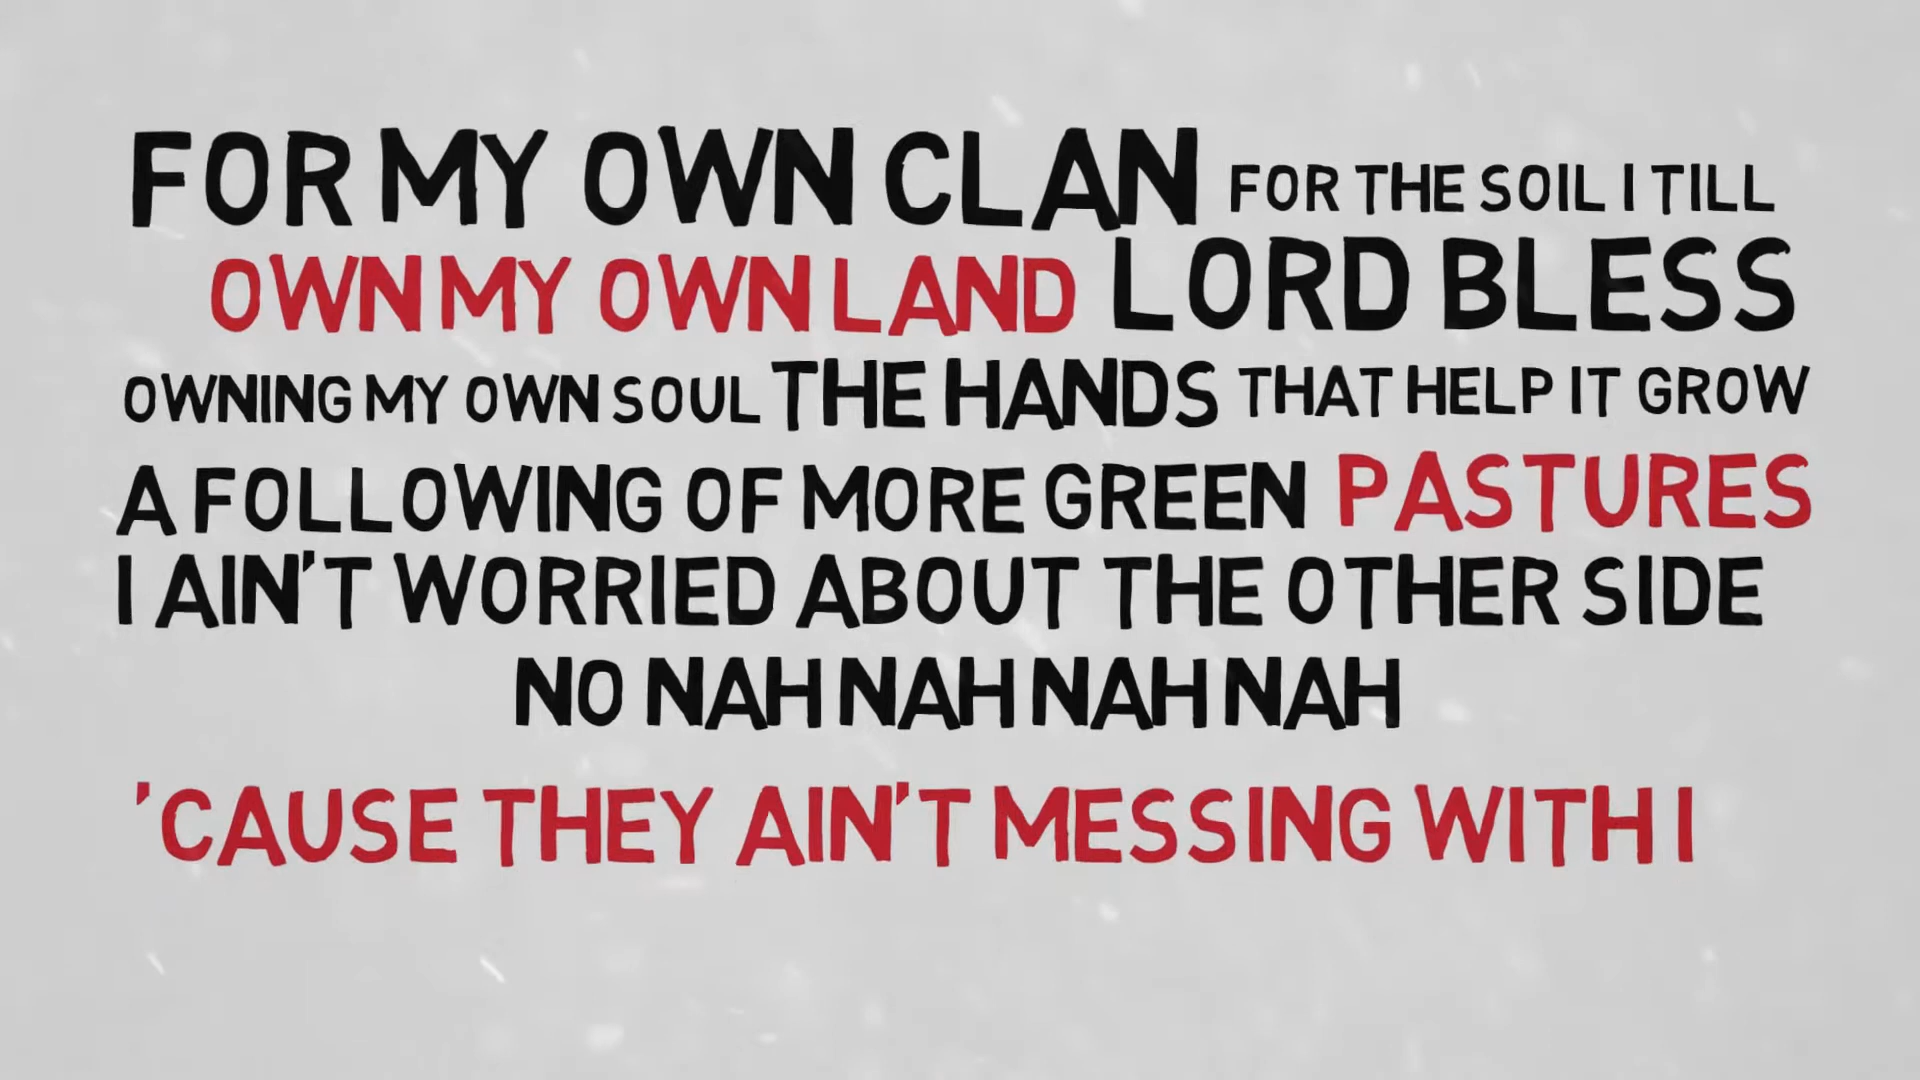 FOR MY OWN CLAN FOR THE SOIL I TILL
OWN MY OWN LAND LORD BLESS
OWNING MY OWN SOUL THE HANDS THAT HELP IT GROW
A FOLLOWING OF MORE GREEN PASTURES
I AIN'T WORRIED ABOUT THE OTHER SIDE
NO NAH NAH NAH NAH
'CAUSE THEY AIN'T MESSING WITH I